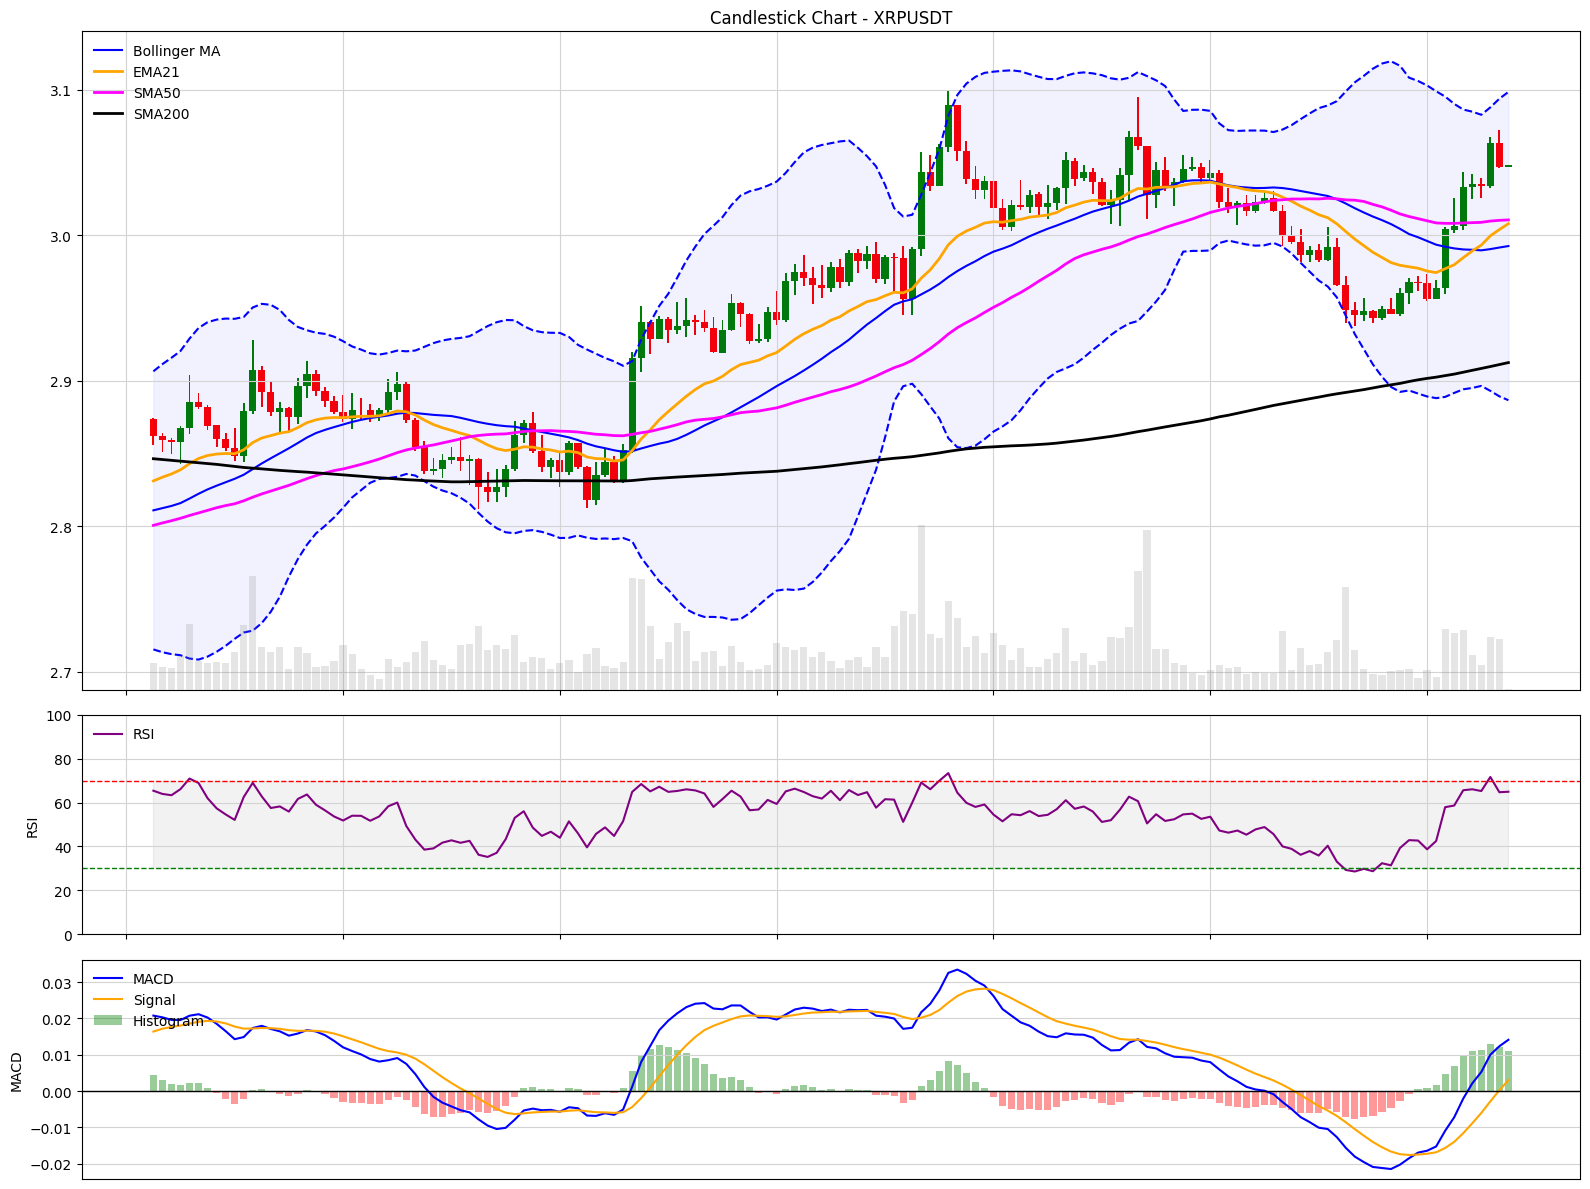 Candlestick Chart - XRPUSDT
Bollinger MA
EMA21
SMA50
SMA200
3.1
3.0
2.9
2.8
2.7
RSI
100
80
60
40
20
0
RSI
MACD
Signal
Histogram
0.03
0.02
0.01
0.00
−0.01
−0.02
MACD